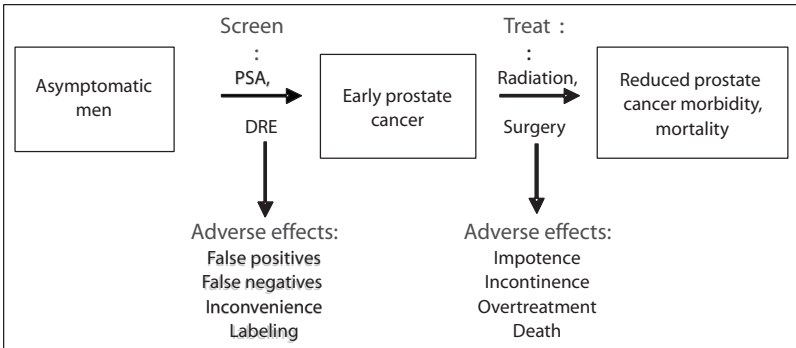 Screen
:
Asymptomatic
men
PSA,
DRE
Early prostate
cancer
Treat :
:
Radiation,
Surgery
Reduced prostate
cancer morbidity,
mortality
Adverse effects:
False positives
False negatives
Inconvenience
Labeling
Adverse effects:
Impotence
Incontinence
Overtreatment
Death